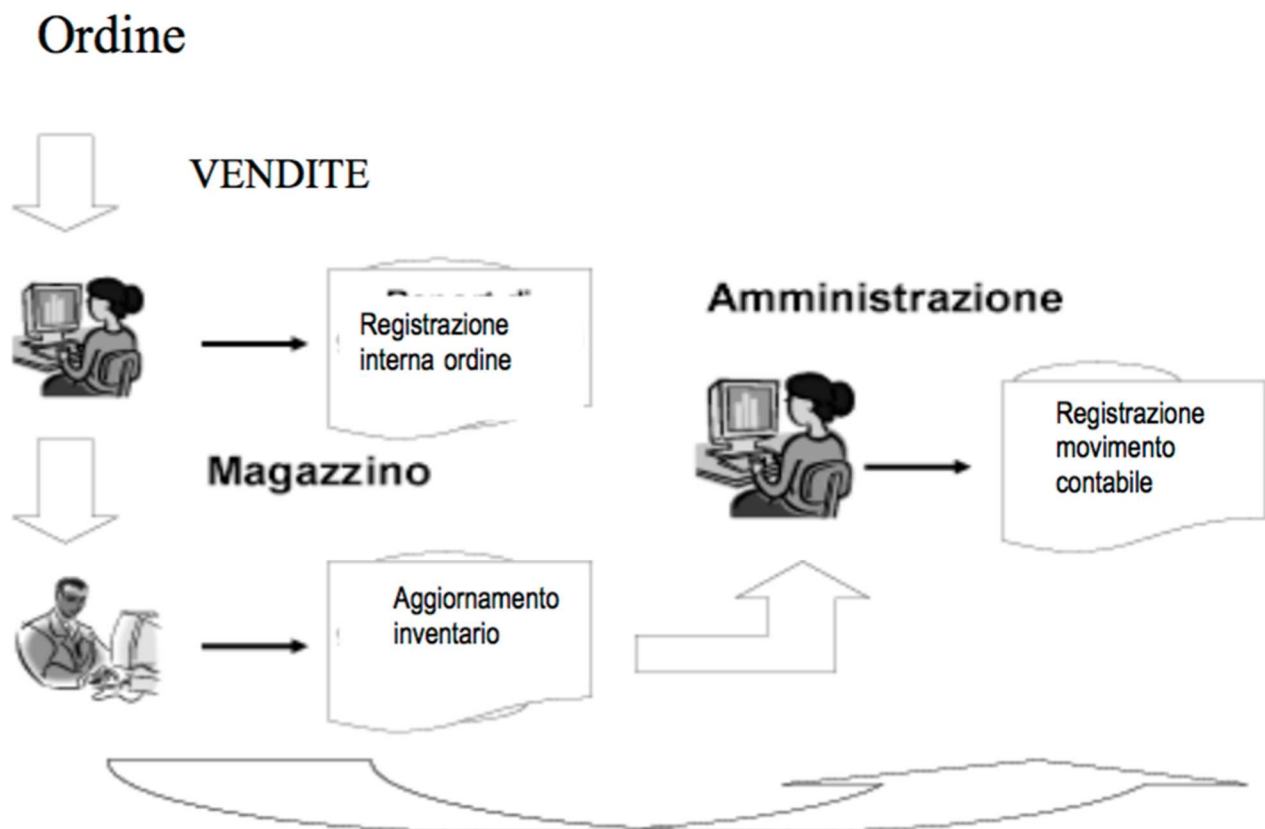 Ordine
VENDITE
Registrazione
interna ordine
Magazzino
Aggiornamento
inventario
Amministrazione
Registrazione
movimento
contabile